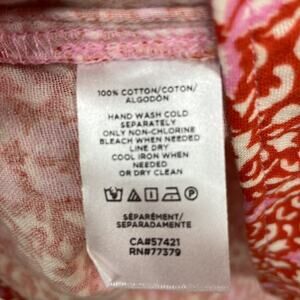 100% COTTON/COTON/
ALGODÓN
HAND WASH COLD
SEPARATELY
ONLY NON-CHLORINE
BLEACH WHEN NEEDED
LINE DRY
COOL IRON WHEN
NEEDED
OR DRY CLEAN
SÉPARÉMENT/
SEPARADAMENTE
CA#57421
RN#77379